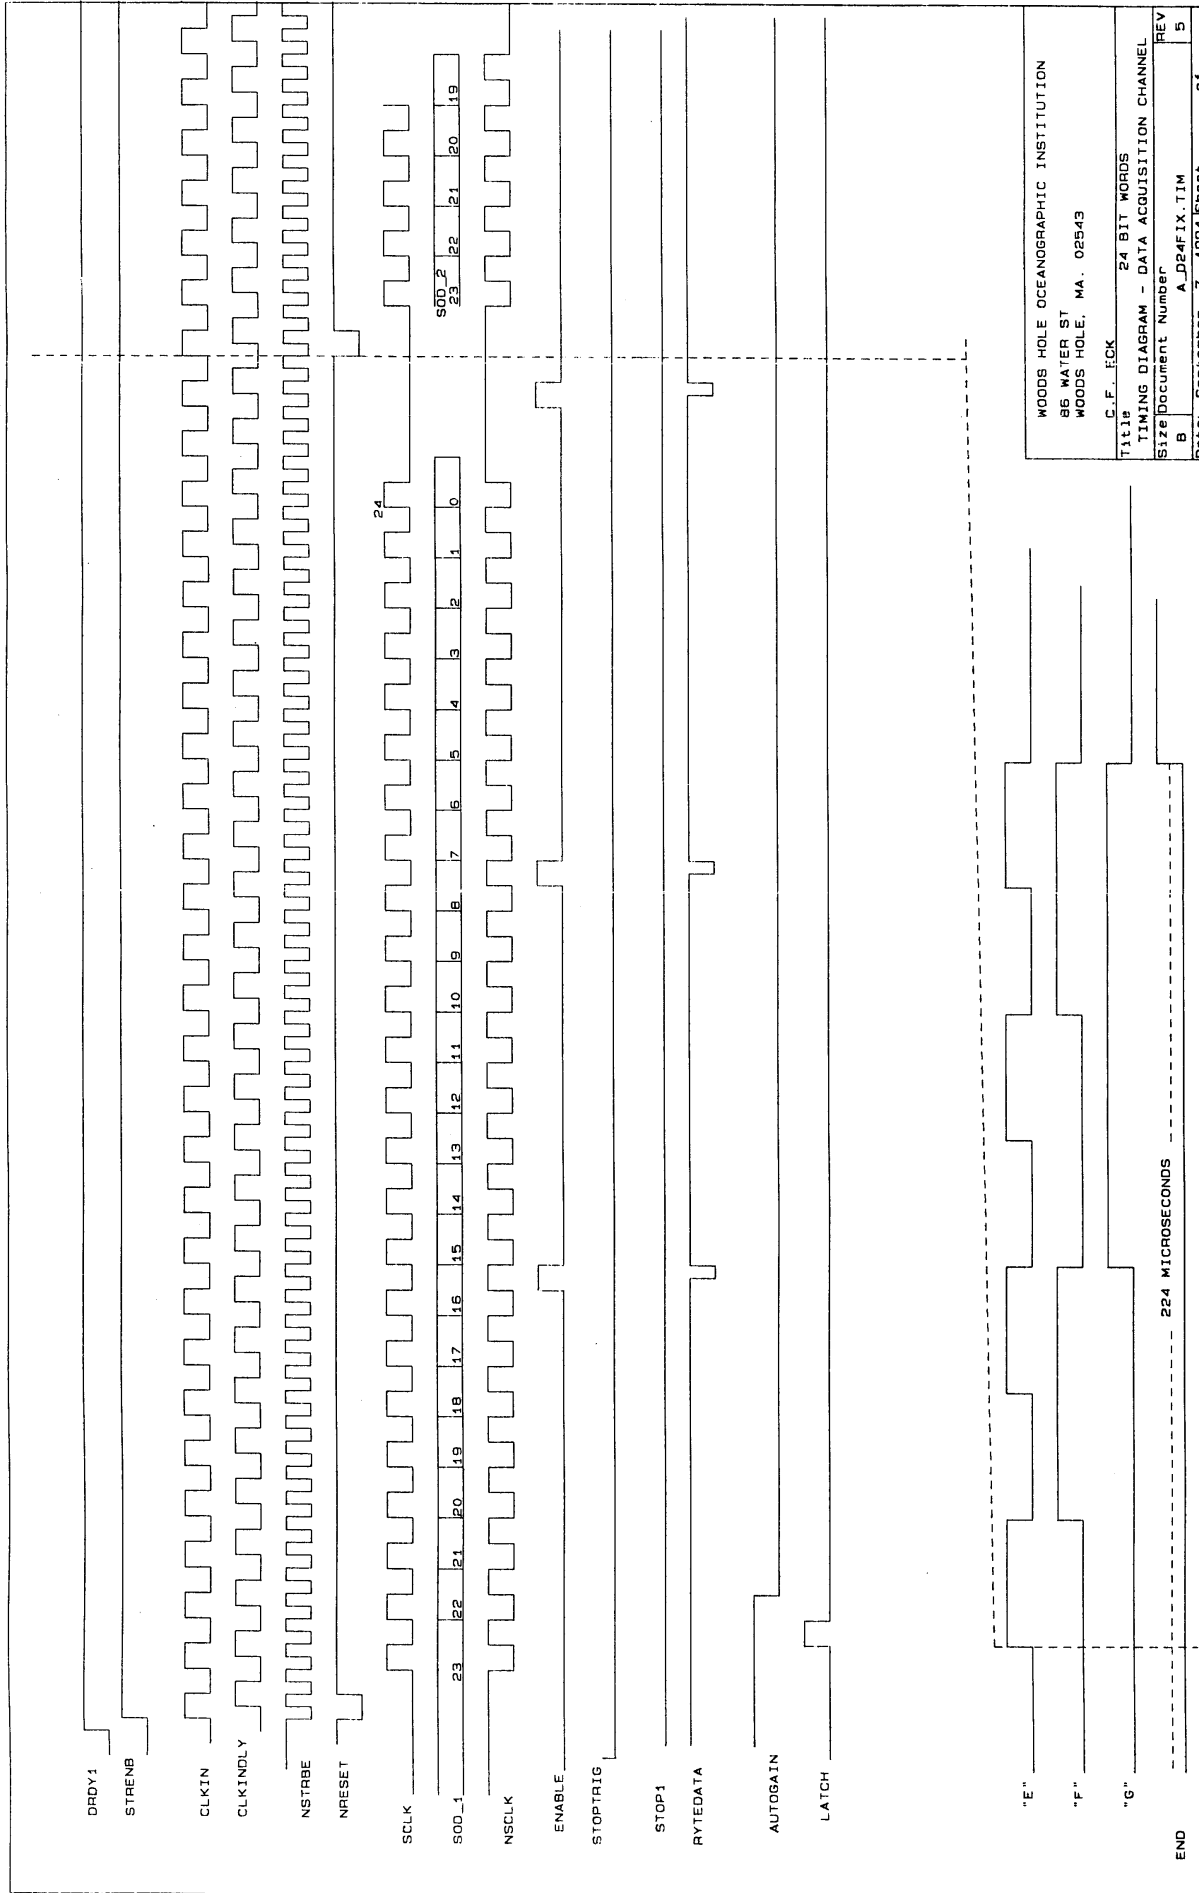 DRDY1
STRENB
CLKIN
CLKINDLY
NSTRBE
NRESET
24
SCLK
SOD_1
23 22 21 20 19 18 17 16 15 14 13 12 11 10 9 8 7 6 5 4 3 2 1 0
SOD_2
23 22 21 20 19
NSCLK
ENABLE
STOPTRIG
STOP1
RYTEDATA
AUTOGAIN
LATCH
"E"
"F"
"G"
END
224 MICROSECONDS
WOODS HOLE OCEANOGRAPHIC INSTITUTION
86 WATER ST
WOODS HOLE, MA. 02543
C.F.
Title
24 BIT WORDS
TIMING DIAGRAM - DATA ACQUISITION CHANNEL
Size Document Number REV
B A_D24FIX.TIM 5